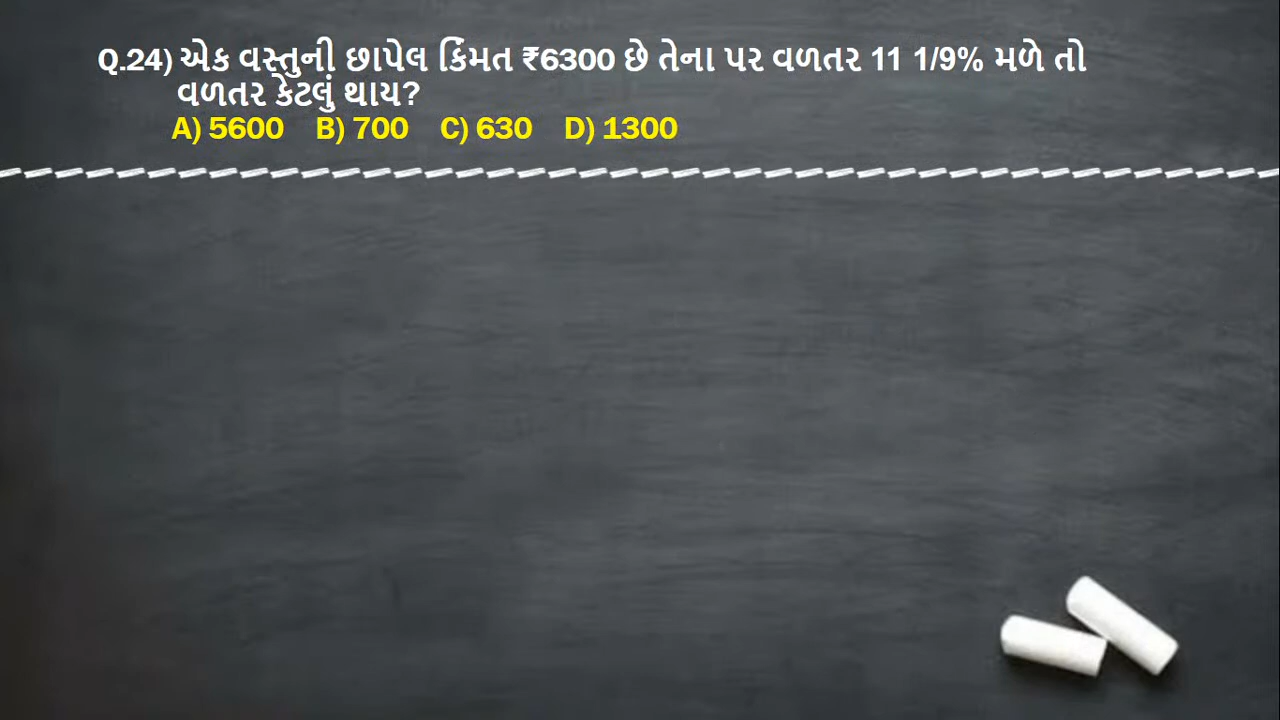 Q.24) એક વસ્તુની છાપેલ કિંમત ₹6300 છે તેના પર વળતર 11 1/9% મળે તો
વળતર કેટલું થાય?
A) 5600 B) 700 C) 630 D) 1300